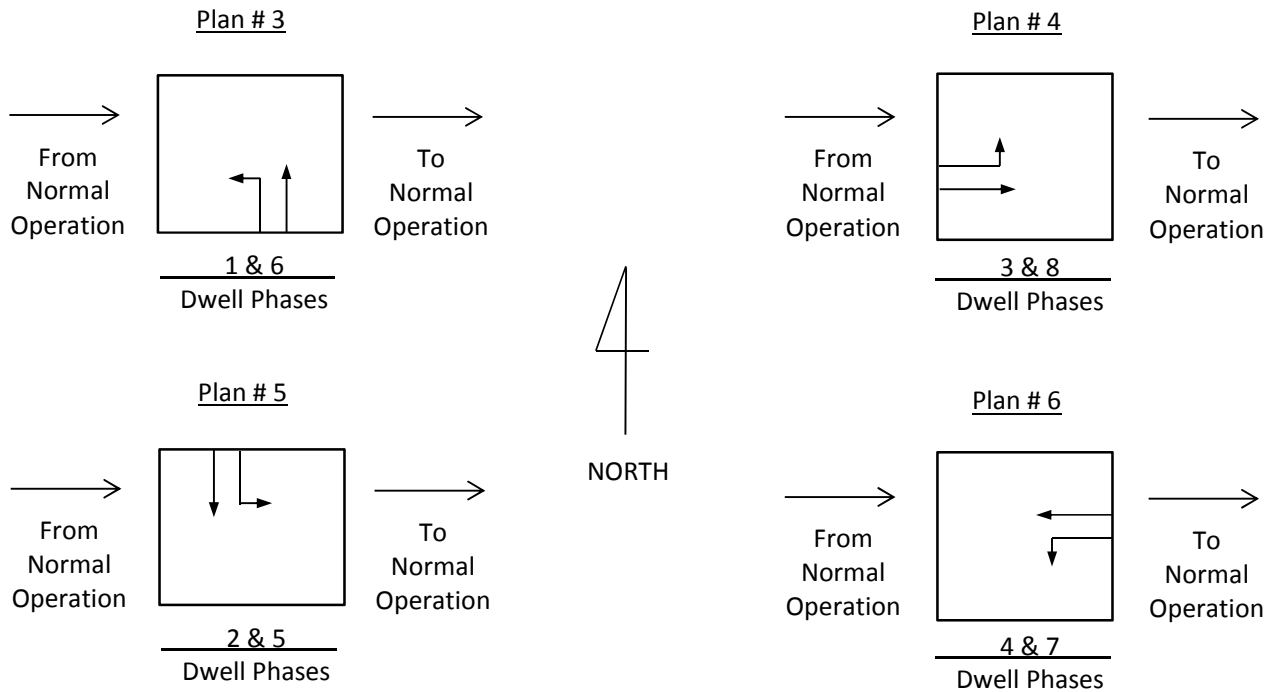 Plan # 3
From
Normal
Operation
To
Normal
Operation
1 & 6
Dwell Phases
Plan # 4
From
Normal
Operation
To
Normal
Operation
3 & 8
Dwell Phases
NORTH
Plan # 5
From
Normal
Operation
To
Normal
Operation
2 & 5
Dwell Phases
Plan # 6
From
Normal
Operation
To
Normal
Operation
4 & 7
Dwell Phases